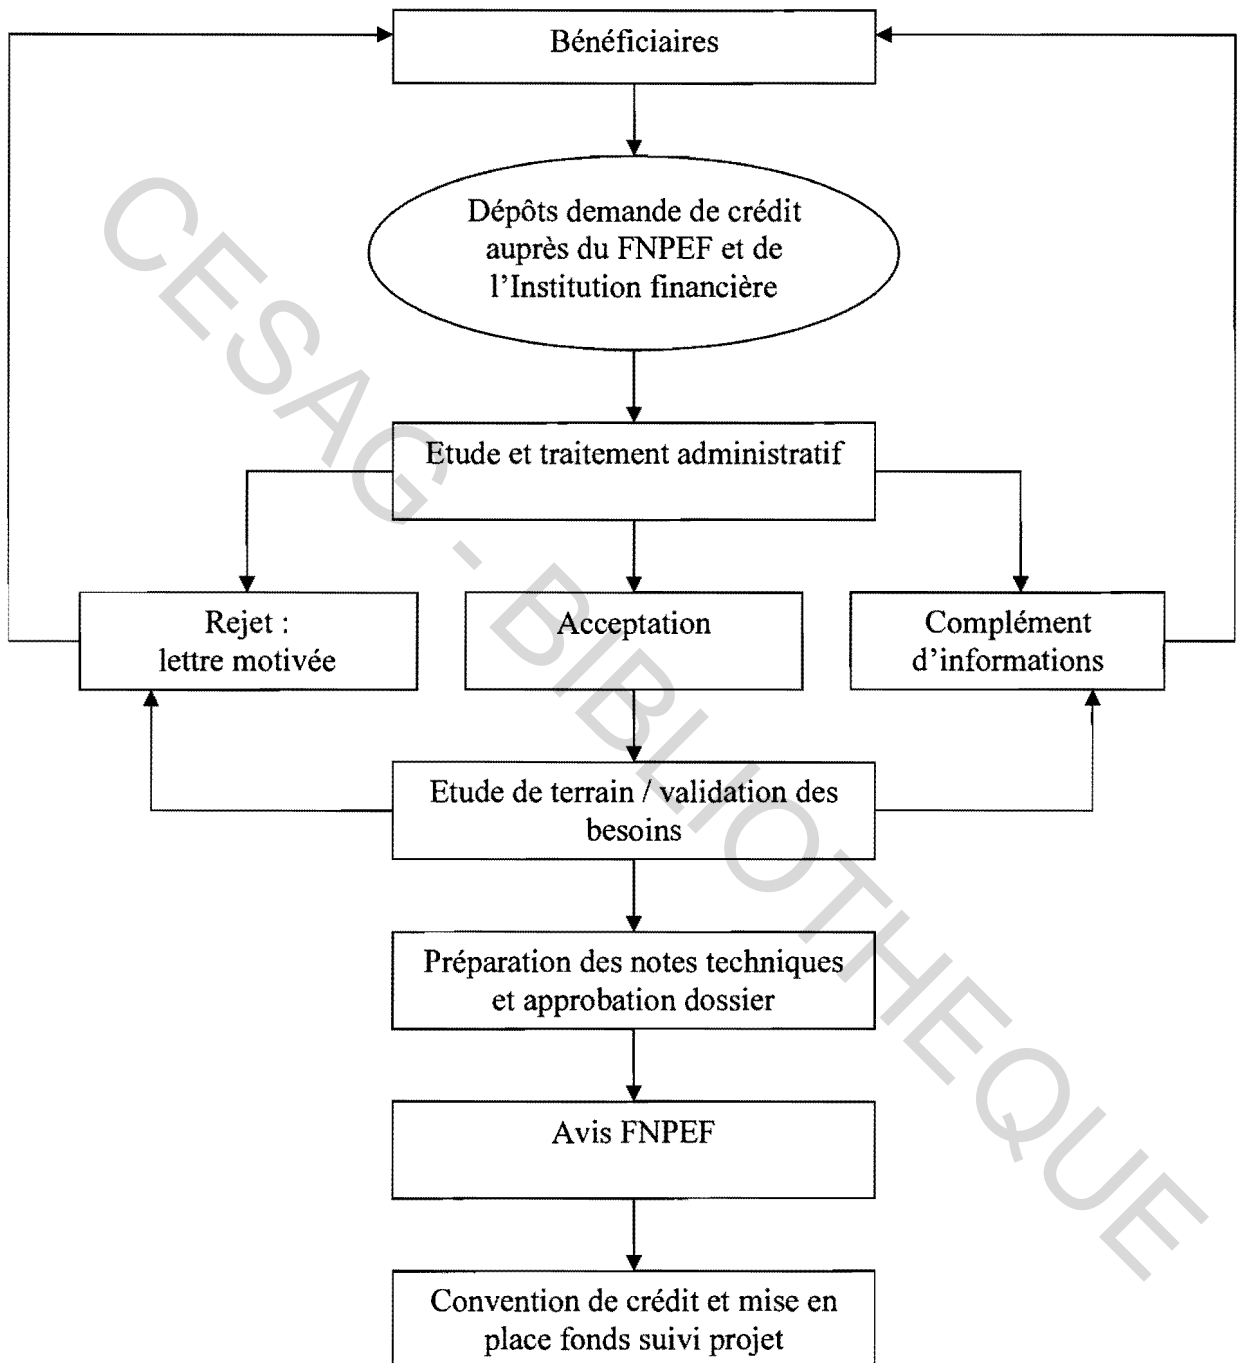 Bénéficiaires
Dépôts demande de crédit
auprès du FNPEF et de
l'Institution financière
Etude et traitement administratif
Rejet :
lettre motivée
Acceptation
Complément
d'informations
Etude de terrain / validation des
besoins
Préparation des notes techniques
et approbation dossier
Avis FNPEF
Convention de crédit et mise en
place fonds suivi projet
CESAG - BIBLIOTHEQUE